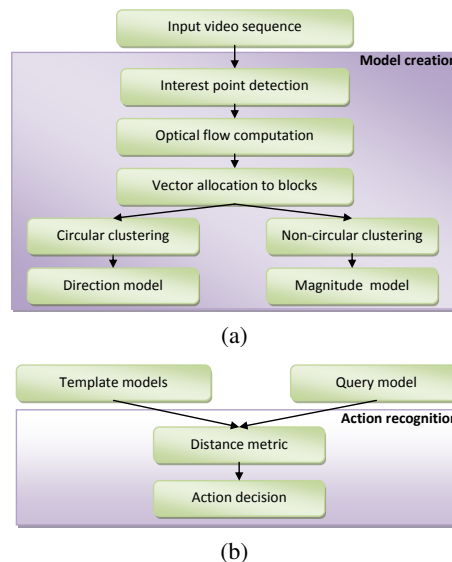 Input video sequence
Model creation
Interest point detection
Optical flow computation
Vector allocation to blocks
Circular clustering
Non-circular clustering
Direction model
Magnitude model
(a)
Template models
Query model
Action recognition
Distance metric
Action decision
(b)